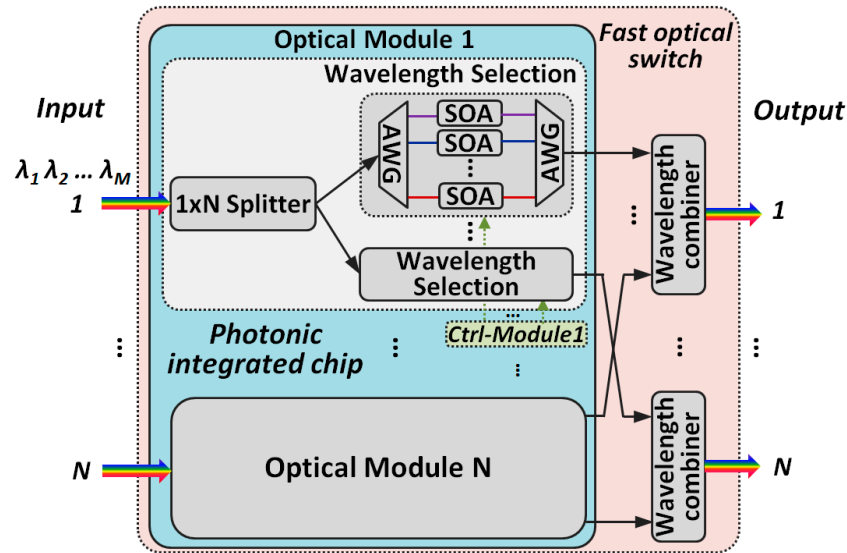 Optical Module 1
Fast optical
switch
Wavelength Selection
Input
Output
λ1 λ2 ... λM
1
1xN Splitter
AWG
SOA
SOA
SOA
AWG
Wavelength
combiner
1
Wavelength
Selection
Ctrl-Module1
Photonic
integrated chip
N
Optical Module N
Wavelength
combiner
N